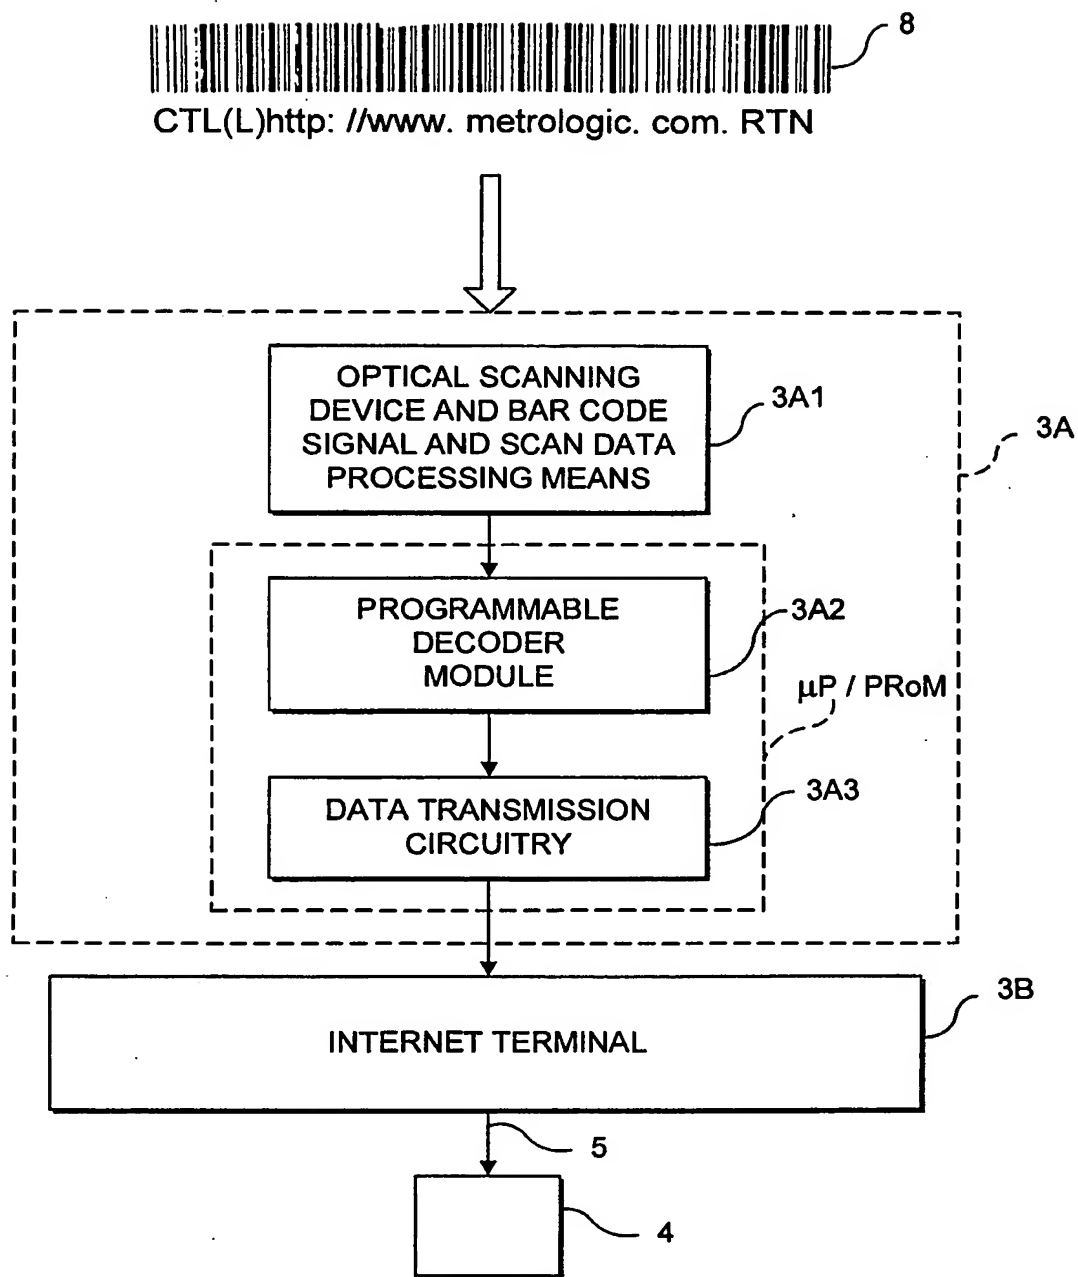 8
CTL(L)http: //www. metrologic. com. RTN
OPTICAL SCANNING
DEVICE AND BAR CODE
SIGNAL AND SCAN DATA
PROCESSING MEANS
3A1
3A
PROGRAMMABLE
DECODER
MODULE
3A2
µP / PRoM
DATA TRANSMISSION
CIRCUITRY
3A3
INTERNET TERMINAL
3B
5
4